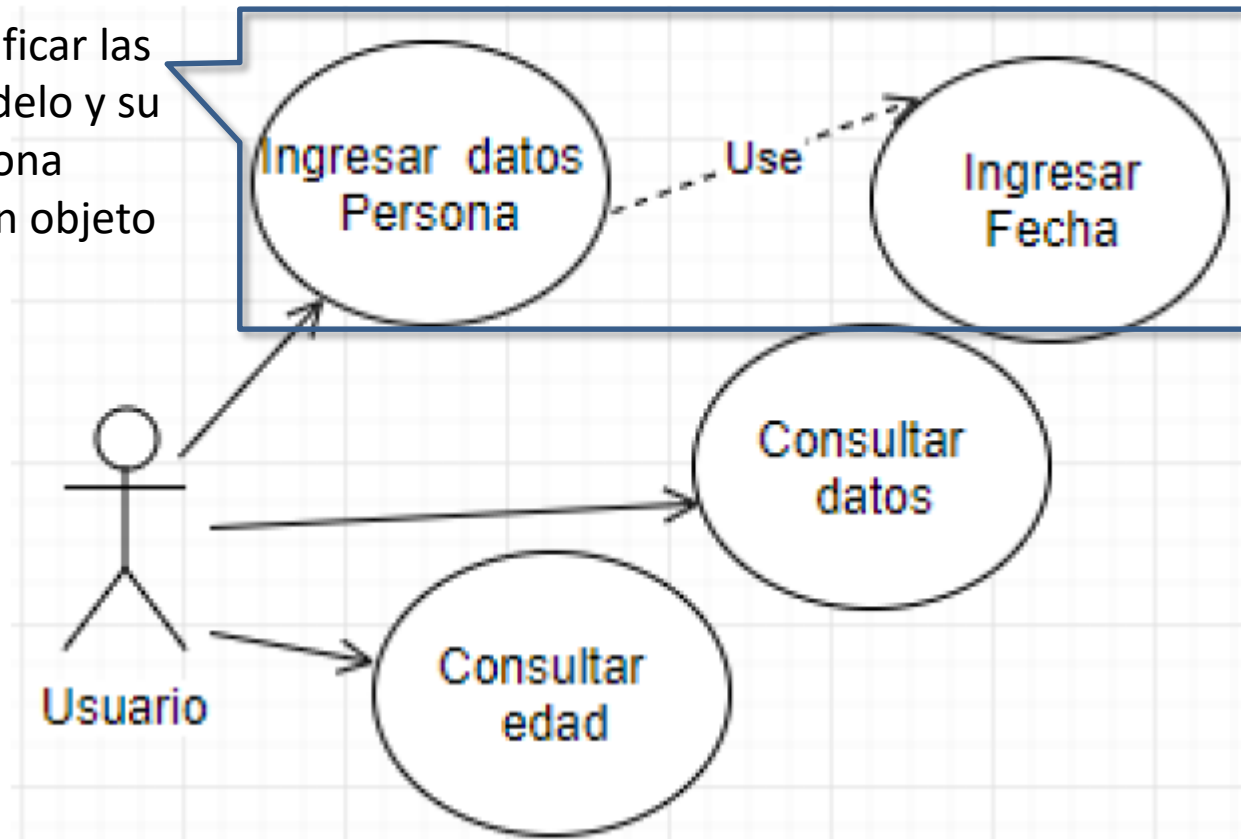 ficar las
delo y su
ona
n objeto
Ingresar datos
Persona
Use
Ingresar
Fecha
Consultar
datos
Consultar
edad
Usuario